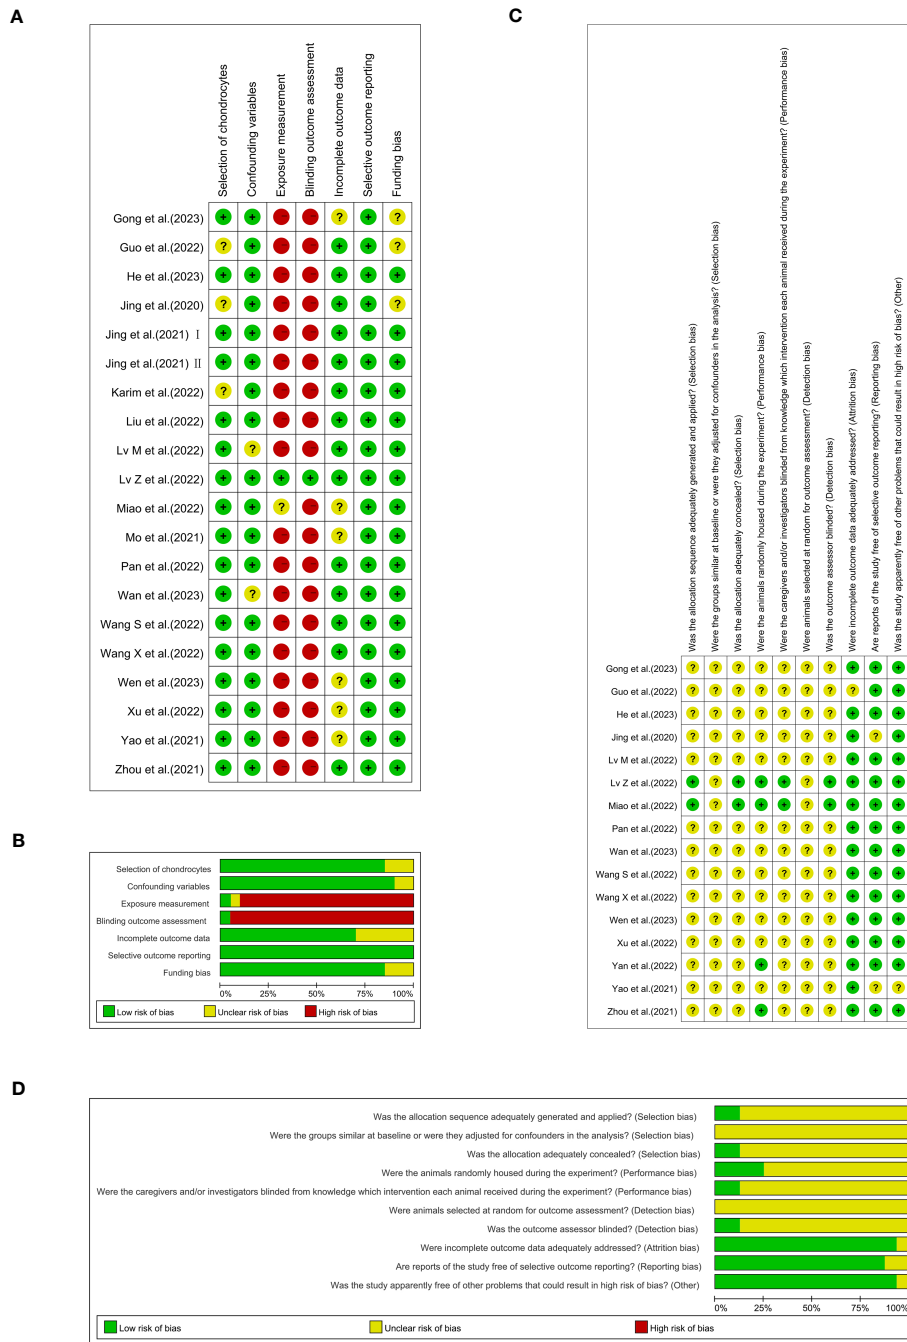 A
Selection of chondrocytes
Confounding variables
Exposure measurement
Blinding outcome assessment
Incomplete outcome data
Selective outcome reporting
Funding bias
Gong et al.(2023) + + - - ? + ?
Guo et al.(2022) ? + - - + + ?
He et al.(2023) + + - - + + +
Jing et al.(2020) ? + - - + + ?
Jing et al.(2021) Ⅰ + + - - + + +
Jing et al.(2021) Ⅱ + + - - + + +
Karim et al.(2022) ? + - - + + +
Liu et al.(2022) + + - - + + +
Lv M et al.(2022) + ? - - + + +
Lv Z et al.(2022) + + + + + + +
Miao et al.(2022) + + ? - ? + +
Mo et al.(2021) + + - - ? + +
Pan et al.(2022) + + - - + + +
Wan et al.(2023) + ? - - + + +
Wang S et al.(2022) + + - - + + +
Wang X et al.(2022) + + - - + + +
Wen et al.(2023) + + - - ? + +
Xu et al.(2022) + + - - ? + +
Yao et al.(2021) + + - - ? + +
Zhou et al.(2021) + + - - + + +
B
Selection of chondrocytes
Confounding variables
Exposure measurement
Blinding outcome assessment
Incomplete outcome data
Selective outcome reporting
Funding bias
0% 25% 50% 75% 100%
Low risk of bias Unclear risk of bias High risk of bias
C
Was the allocation sequence adequately generated and applied? (Selection bias)
Were the groups similar at baseline or were they adjusted for confounders in the analysis? (Selection bias)
Was the allocation adequately concealed? (Selection bias)
Were the animals randomly housed during the experiment? (Performance bias)
Were the caregivers and/or investigators blinded from knowledge which intervention each animal received during the experiment? (Performance bias)
Were animals selected at random for outcome assessment? (Detection bias)
Was the outcome assessor blinded? (Detection bias)
Were incomplete outcome data adequately addressed? (Attrition bias)
Are reports of the study free of selective outcome reporting? (Reporting bias)
Was the study apparently free of other problems that could result in high risk of bias? (Other)
Gong et al.(2023) ? ? ? ? ? ? ? + + +
Guo et al.(2022) ? ? ? ? ? ? ? ? + +
He et al.(2023) ? ? ? ? ? ? ? + + +
Jing et al.(2020) ? ? ? ? ? ? ? + ? +
Lv M et al.(2022) ? ? ? ? ? ? ? + + +
Lv Z et al.(2022) + ? + + + ? + + + +
Miao et al.(2022) + ? + + + ? + + + +
Pan et al.(2022) ? ? ? ? ? ? ? + + +
Wan et al.(2023) ? ? ? ? ? ? ? + + +
Wang S et al.(2022) ? ? ? ? ? ? ? + + +
Wang X et al.(2022) ? ? ? ? ? ? ? + + +
Wen et al.(2023) ? ? ? ? ? ? ? + + +
Xu et al.(2022) ? ? ? ? ? ? ? + + +
Yan et al.(2022) ? ? ? + ? ? ? + + +
Yao et al.(2021) ? ? ? ? ? ? ? + ? ?
Zhou et al.(2021) ? ? ? + ? ? ? + + +
D
Was the allocation sequence adequately generated and applied? (Selection bias)
Were the groups similar at baseline or were they adjusted for confounders in the analysis? (Selection bias)
Was the allocation adequately concealed? (Selection bias)
Were the animals randomly housed during the experiment? (Performance bias)
Were the caregivers and/or investigators blinded from knowledge which intervention each animal received during the experiment? (Performance bias)
Were animals selected at random for outcome assessment? (Detection bias)
Was the outcome assessor blinded? (Detection bias)
Were incomplete outcome data adequately addressed? (Attrition bias)
Are reports of the study free of selective outcome reporting? (Reporting bias)
Was the study apparently free of other problems that could result in high risk of bias? (Other)
0% 25% 50% 75% 100%
Low risk of bias Unclear risk of bias High risk of bias